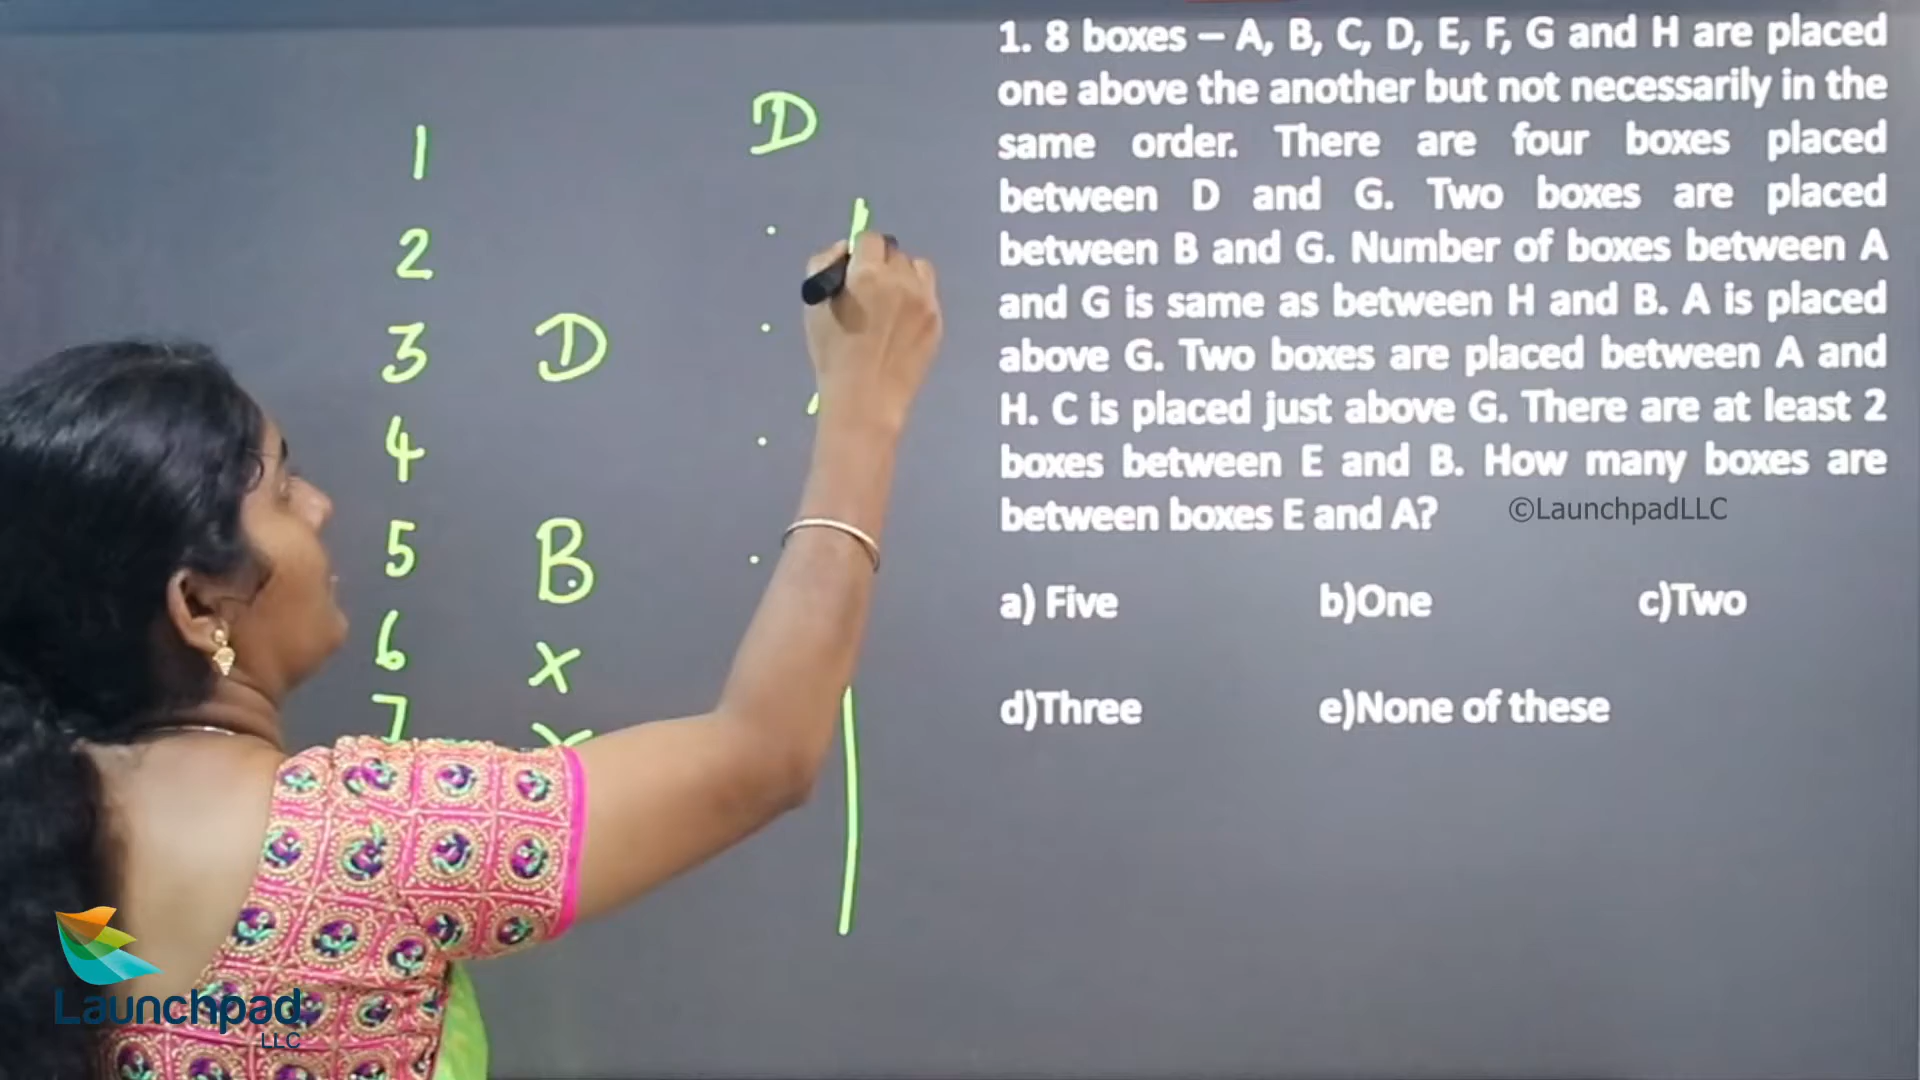 1. 8 boxes – A, B, C, D, E, F, G and H are placed
one above the another but not necessarily in the
same order. There are four boxes placed
between D and G. Two boxes are placed
between B and G. Number of boxes between A
and G is same as between H and B. A is placed
above G. Two boxes are placed between A and
H. C is placed just above G. There are at least 2
boxes between E and B. How many boxes are
between boxes E and A?
©LaunchpadLLC
a) Five b)One c)Two
d)Three e)None of these
1 D
2
3 D
4
5 B
6 x
7 x
Launchpad
LLC